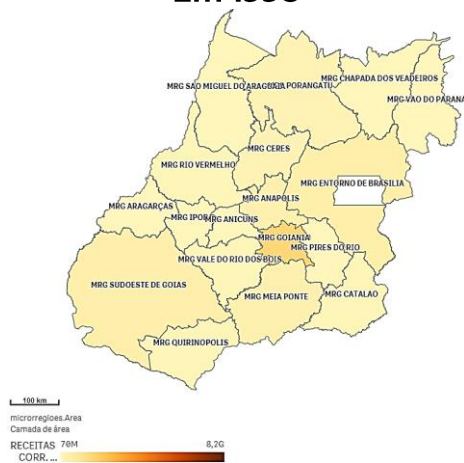 Em 1998
MRG SAO MIGUEL DO ARAGUAIA
PORANGATU
MRG CHAPADA DOS VEADEIROS
MRG VAO DO PARANA
MRG CERES
MRG RIO VERMELHO
MRG ENTORNO DE BRASILIA
MRG ANAPOLIS
MRG ARAGARÇAS
MRG IPORA
MRG ANICUNS
MRG GOIANIA
MRG PIRES DO RIO
MRG VALE DO RIO DOS BOIS
MRG SUDOESTE DE GOIAS
MRG MEIA PONTE
MRG CATALAO
MRG QUIRINOPOLIS
100 km
microrregioes.Area
Camada de área
RECEITAS CORR. ...
70M
8,2G